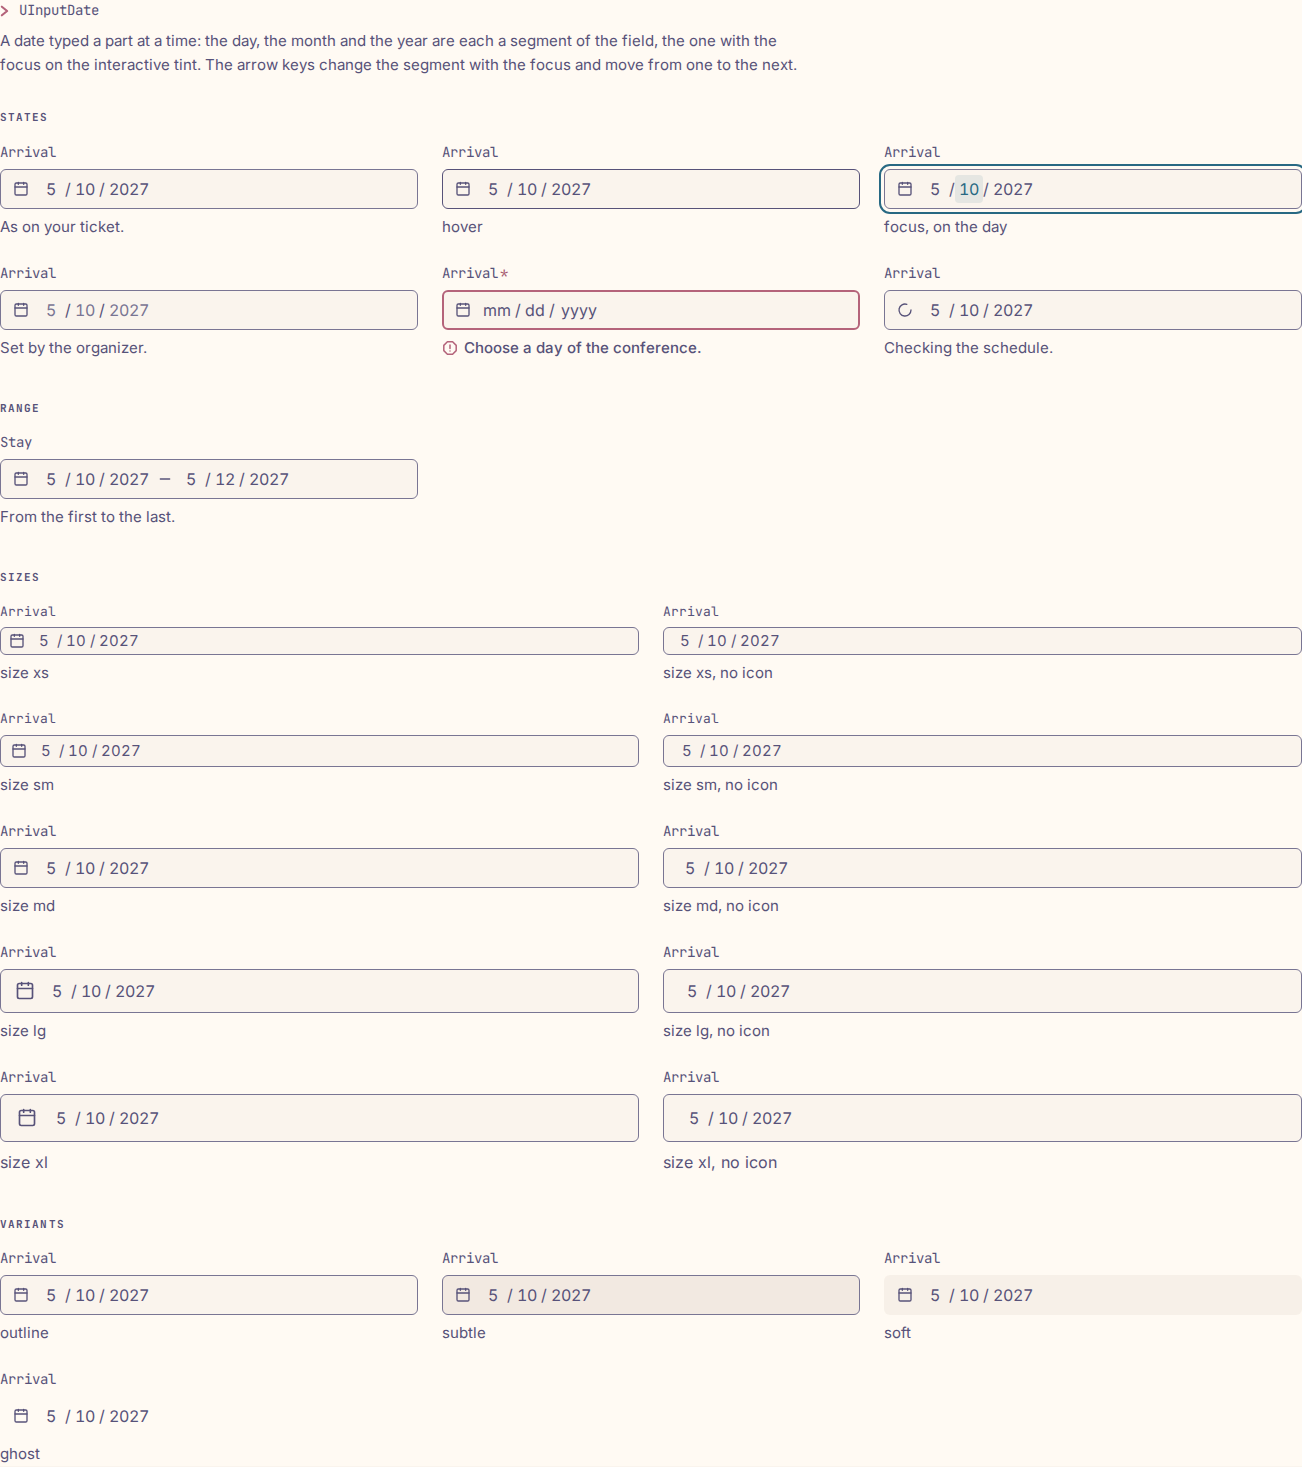 UInputDate
A date typed a part at a time: the day, the month and the year are each a segment of the field, the one with the
focus on the interactive tint. The arrow keys change the segment with the focus and move from one to the next.
STATES
Arrival
5 / 10 / 2027
As on your ticket.
Arrival
5 / 10 / 2027
hover
Arrival
5 / 10 / 2027
focus, on the day
Arrival
5 / 10 / 2027
Set by the organizer.
Arrival*
mm / dd / yyyy
Choose a day of the conference.
Arrival
5 / 10 / 2027
Checking the schedule.
RANGE
Stay
5 / 10 / 2027 – 5 / 12 / 2027
From the first to the last.
SIZES
Arrival
5 / 10 / 2027
size xs
Arrival
5 / 10 / 2027
size xs, no icon
Arrival
5 / 10 / 2027
size sm
Arrival
5 / 10 / 2027
size sm, no icon
Arrival
5 / 10 / 2027
size md
Arrival
5 / 10 / 2027
size md, no icon
Arrival
5 / 10 / 2027
size lg
Arrival
5 / 10 / 2027
size lg, no icon
Arrival
5 / 10 / 2027
size xl
Arrival
5 / 10 / 2027
size xl, no icon
VARIANTS
Arrival
5 / 10 / 2027
outline
Arrival
5 / 10 / 2027
subtle
Arrival
5 / 10 / 2027
soft
Arrival
5 / 10 / 2027
ghost